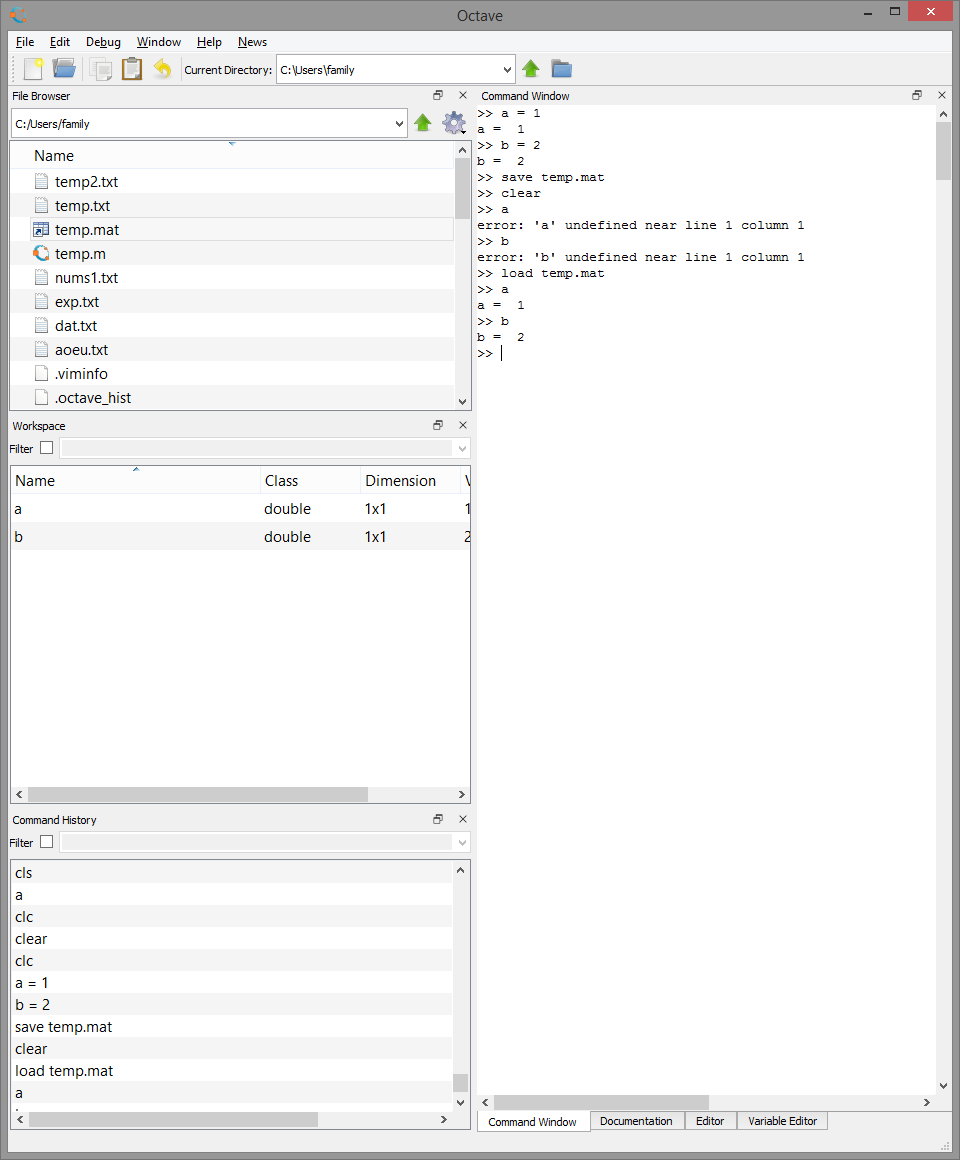 Octave
File Edit Debug Window Help News
Current Directory: C:\Users\family
File Browser
C:/Users/family
Name
temp2.txt
temp.txt
temp.mat
temp.m
nums1.txt
exp.txt
dat.txt
aoeu.txt
.viminfo
.octave_hist
Workspace
Filter
Name Class Dimension
a double 1x1 1
b double 1x1 2
Command History
Filter
cls
a
clc
clear
clc
a = 1
b = 2
save temp.mat
clear
load temp.mat
a
Command Window
>> a = 1
a =  1
>> b = 2
b =  2
>> save temp.mat
>> clear
>> a
error: 'a' undefined near line 1 column 1
>> b
error: 'b' undefined near line 1 column 1
>> load temp.mat
>> a
a =  1
>> b
b =  2
>>
Command Window Documentation Editor Variable Editor